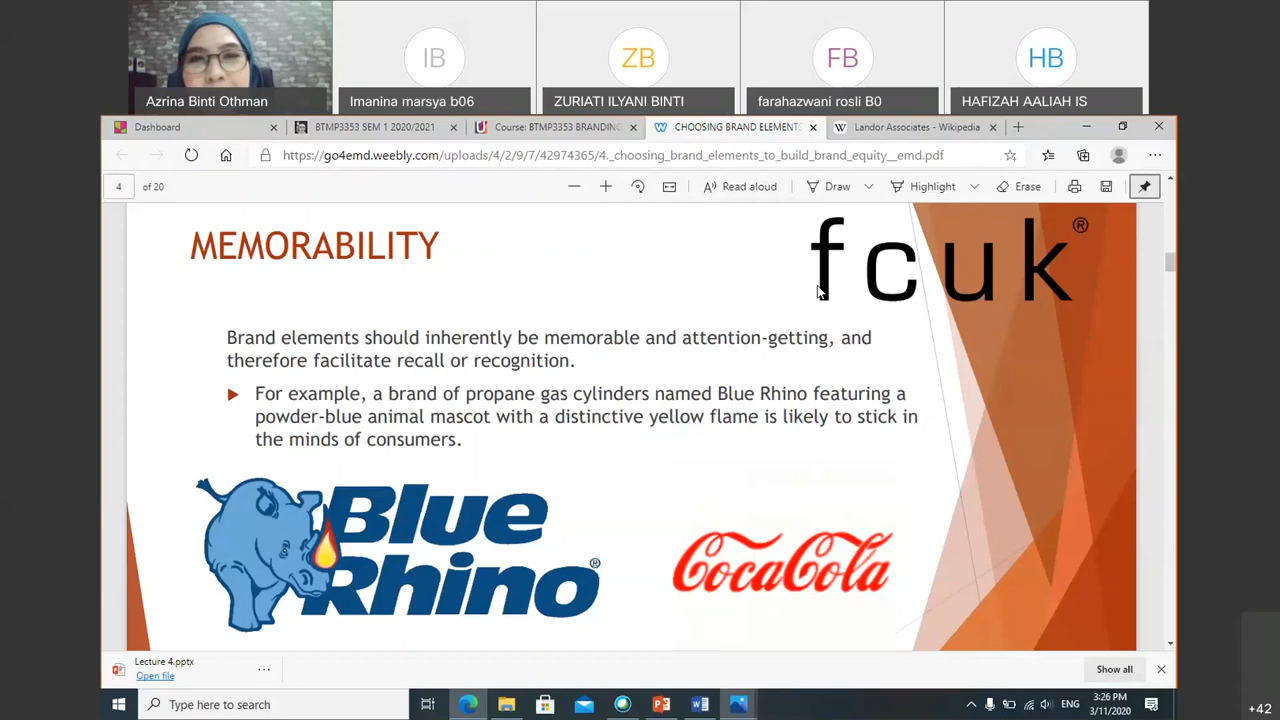 IB
ZB
FB
HB
Azrina Binti Othman
Imanina marsya b06
ZURIATI ILYANI BINTI
farahazwani rosli B0
HAFIZAH AALIAH IS
Dashboard
BTMP3353 SEM 1 2020/2021
Course: BTMP3353 BRANDING
CHOOSING BRAND ELEMENTS
Landor Associates - Wikipedia
https://go4emd.weebly.com/uploads/4/2/9/7/42974365/4._choosing_brand_elements_to_build_brand_equity__emd.pdf
4 of 20
Read aloud
Draw
Highlight
Erase
MEMORABILITY
fcuk®
Brand elements should inherently be memorable and attention-getting, and
therefore facilitate recall or recognition.
For example, a brand of propane gas cylinders named Blue Rhino featuring a
powder-blue animal mascot with a distinctive yellow flame is likely to stick in
the minds of consumers.
Blue
Rhino®
CocaCola
Lecture 4.pptx
Open file
Show all
Type here to search
ENG
3:26 PM
3/11/2020
+42